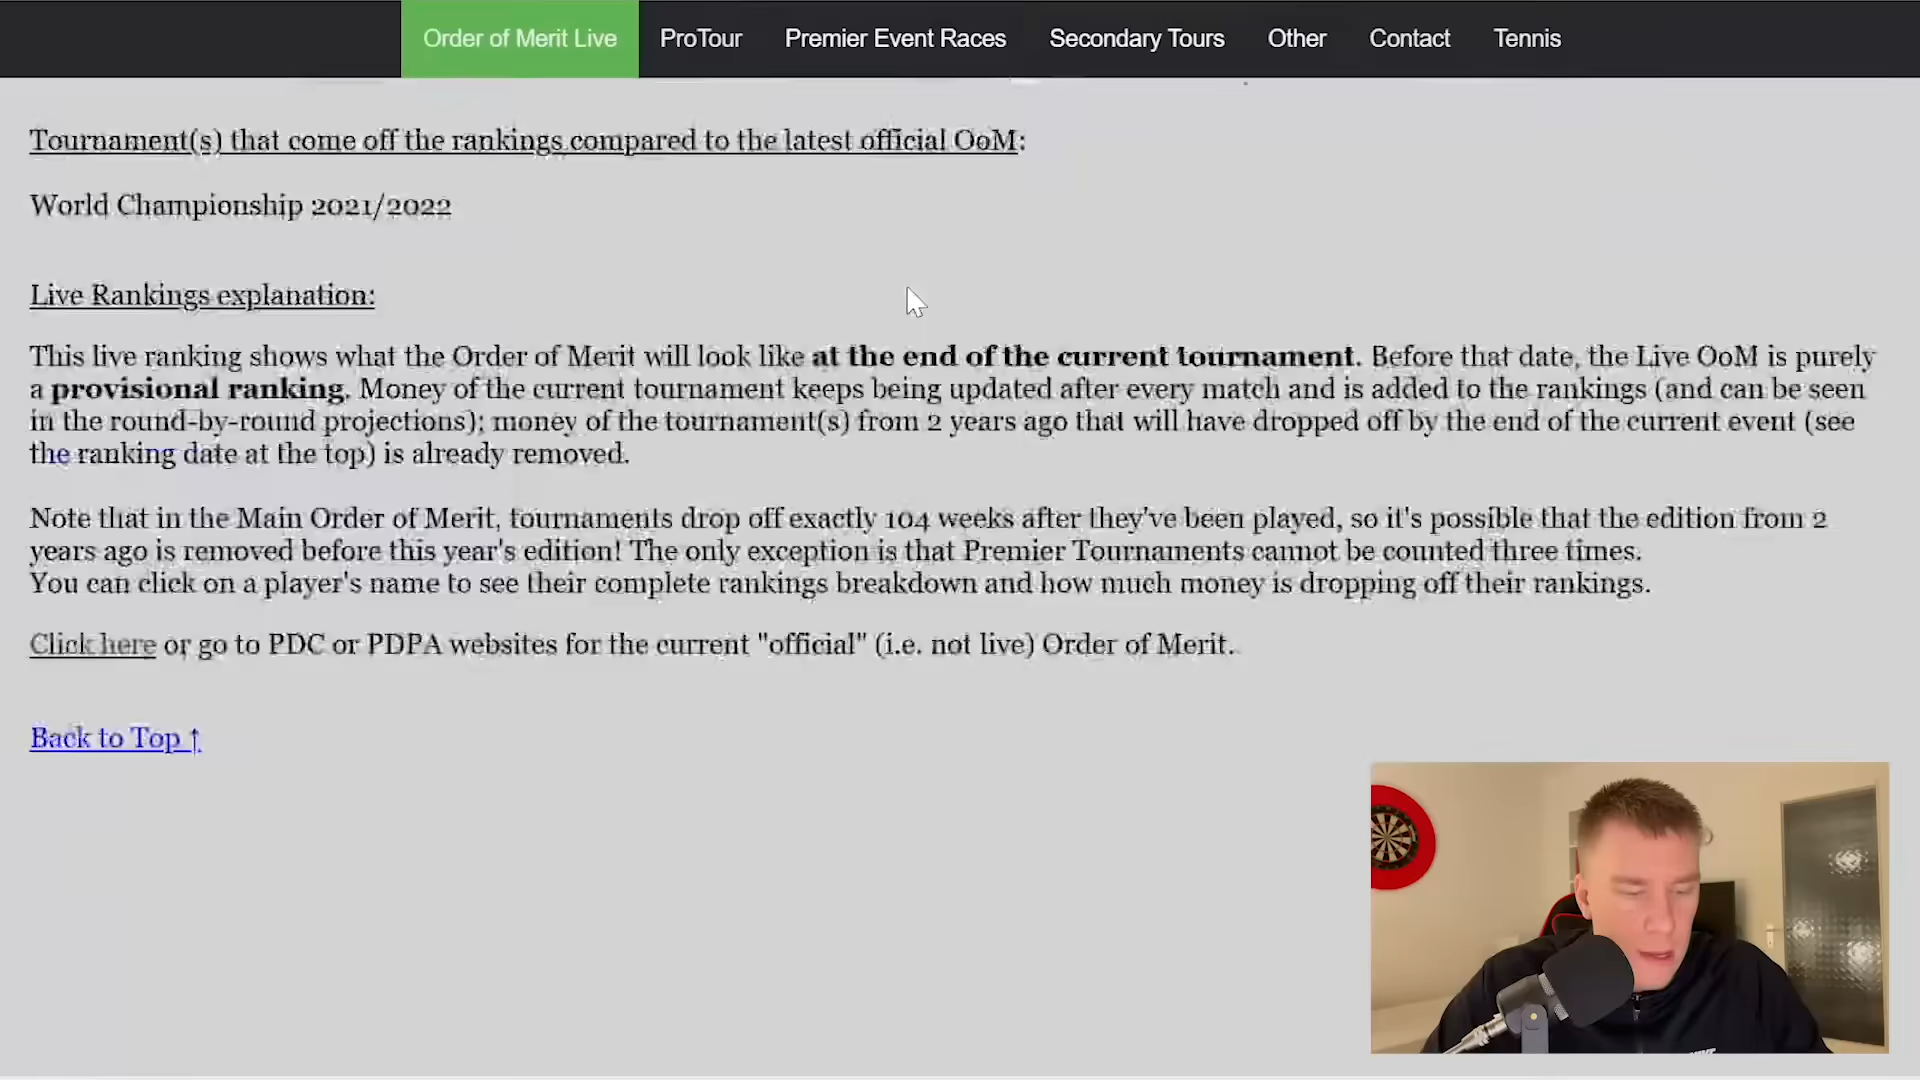 Order of Merit Live ProTour Premier Event Races Secondary Tours Other Contact Tennis
Tournament(s) that come off the rankings compared to the latest official OoM:
World Championship 2021/2022
Live Rankings explanation:
This live ranking shows what the Order of Merit will look like at the end of the current tournament. Before that date, the Live OoM is purely
a provisional ranking. Money of the current tournament keeps being updated after every match and is added to the rankings (and can be seen
in the round-by-round projections); money of the tournament(s) from 2 years ago that will have dropped off by the end of the current event (see
the ranking date at the top) is already removed.
Note that in the Main Order of Merit, tournaments drop off exactly 104 weeks after they've been played, so it's possible that the edition from 2
years ago is removed before this year's edition! The only exception is that Premier Tournaments cannot be counted three times.
You can click on a player's name to see their complete rankings breakdown and how much money is dropping off their rankings.
Click here or go to PDC or PDPA websites for the current "official" (i.e. not live) Order of Merit.
Back to Top ↑